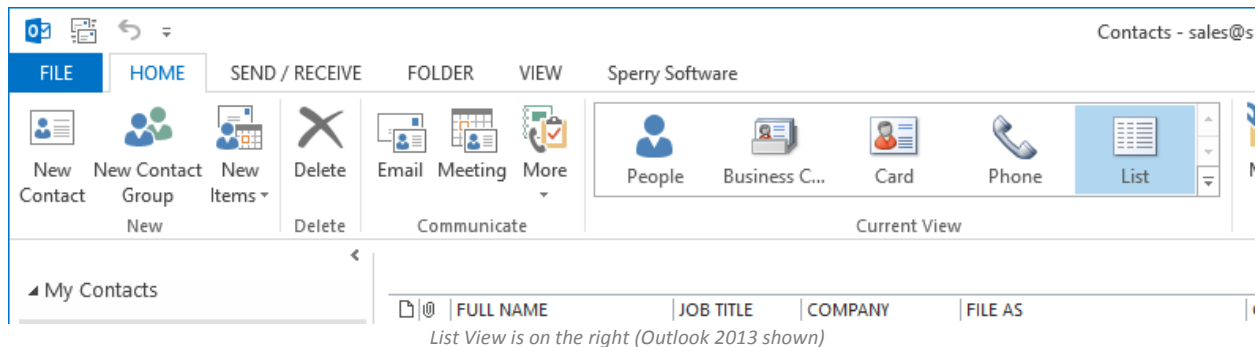 Contacts - sales@s
FILE HOME SEND / RECEIVE FOLDER VIEW Sperry Software
New Contact
New Contact Group
New Items
Delete
Email
Meeting
More
People
Business C...
Card
Phone
List
New
Delete
Communicate
Current View
My Contacts
FULL NAME JOB TITLE COMPANY FILE AS
List View is on the right (Outlook 2013 shown)